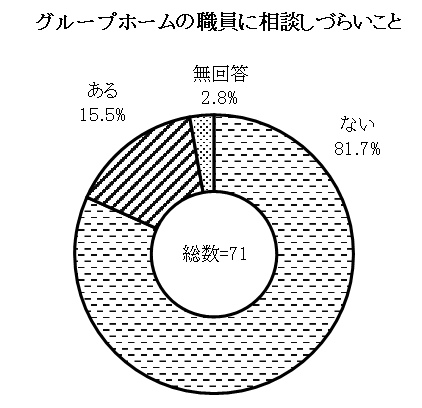 グループホームの職員に相談しづらいこと
無回答
2.8%
ある
15.5%
ない
81.7%
総数=71